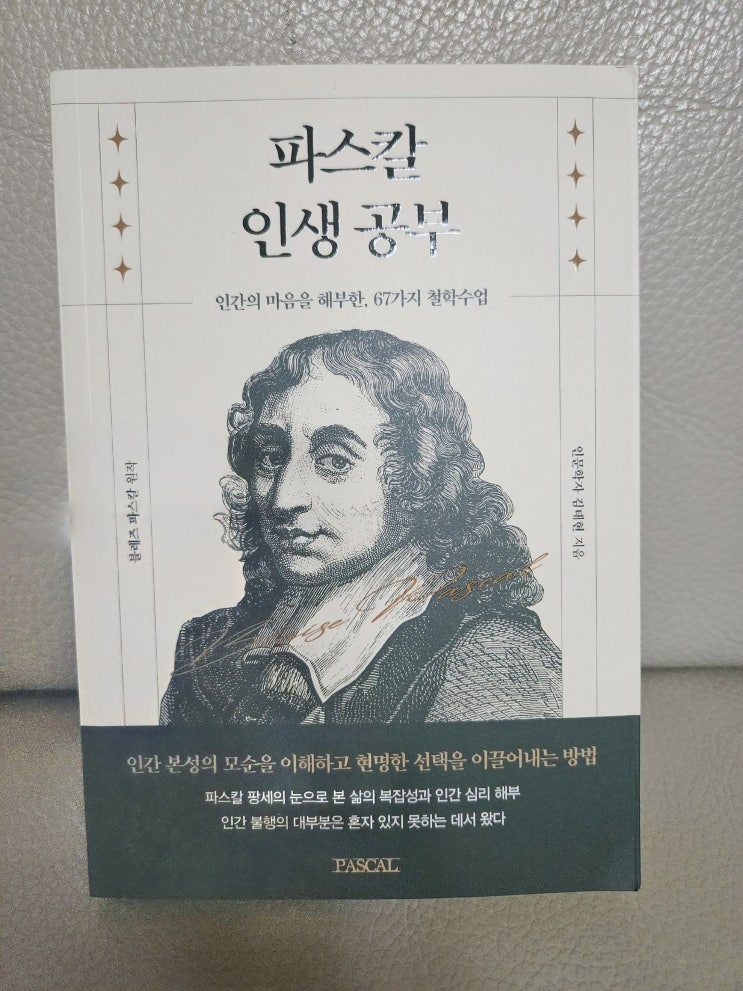 파스칼
인생 공부
인간의 마음을 해부한, 67가지 철학수업
블레즈 파스칼 원작
인문학자 김태현 지음
Blaise Pascal
인간 본성의 모순을 이해하고 현명한 선택을 이끌어내는 방법
파스칼 팡세의 눈으로 본 삶의 복잡성과 인간 심리 해부
인간 불행의 대부분은 혼자 있지 못하는 데서 왔다
PASCAL